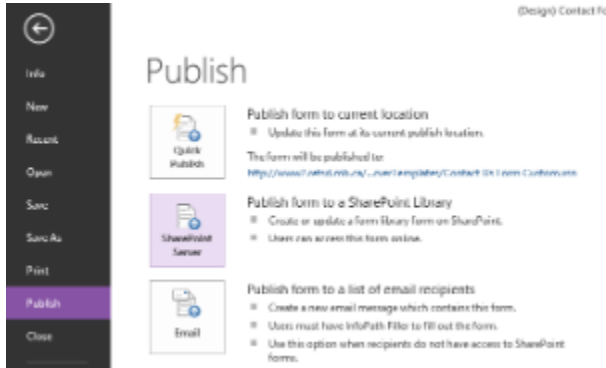 (Design) Contact Fo
Info
New
Recent
Open
Save
Save As
Print
Publish
Close
Publish
Quick
Publish
Publish form to current location
Update this form at its current publish location.
The form will be published to:
Publish form to a SharePoint Library
Create or update a form library form on SharePoint.
Users can access this form online.
SharePoint
Server
Publish form to a list of email recipients
Create a new email message which contains this form.
Users must have InfoPath Filler to fill out the form.
Use this option when recipients do not have access to SharePoint
forms.
Email